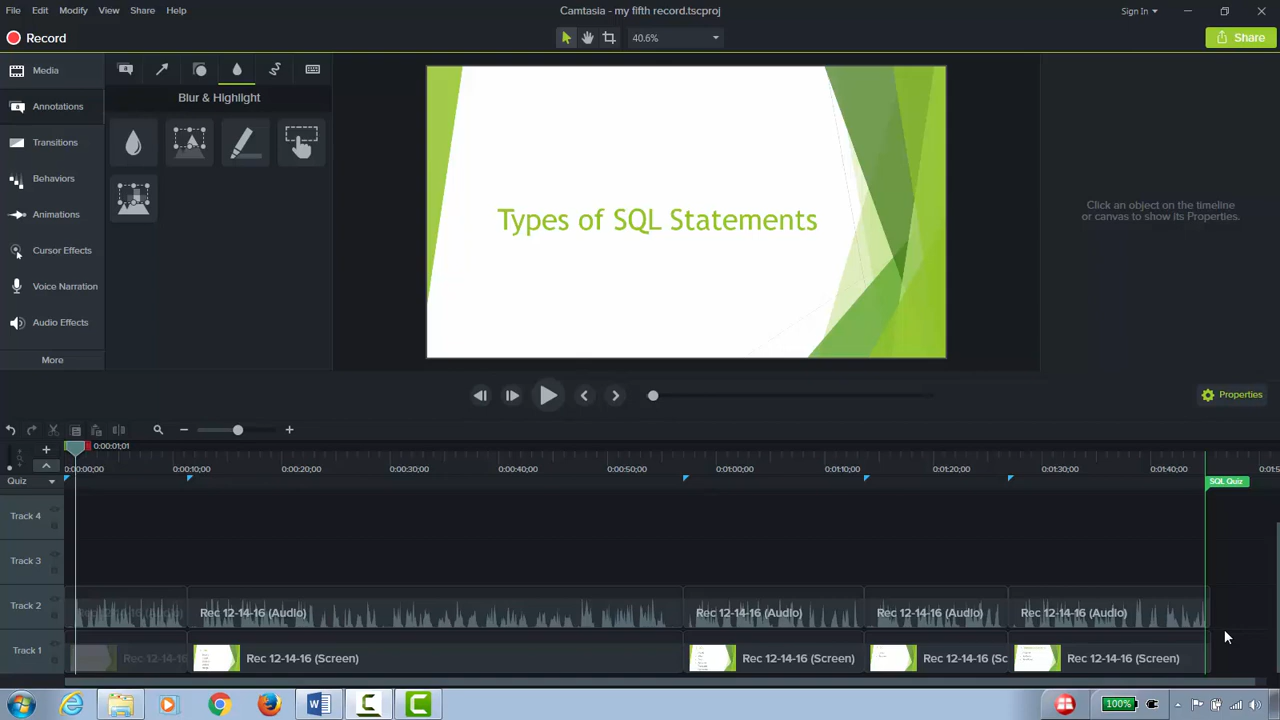 File Edit Modify View Share Help
Camtasia - my fifth record.tscproj
Sign In
Record
40.6%
Share
Media
Annotations
Transitions
Behaviors
Animations
Cursor Effects
Voice Narration
Audio Effects
More
Blur & Highlight
Types of SQL Statements
Click an object on the timeline
or canvas to show its Properties.
Properties
0:00:01;01
0:00:00;00 0:00:10;00 0:00:20;00 0:00:30;00 0:00:40;00 0:00:50;00 0:01:00;00 0:01:10;00 0:01:20;00 0:01:30;00 0:01:40;00
Quiz
SQL Quiz
Track 4
Track 3
Track 2
Rec 12-14-16 (Audio) Rec 12-14-16 (Audio) Rec 12-14-16 (Audio) Rec 12-14-16 (Audio)
Track 1
Rec 12-14-16 Rec 12-14-16 (Screen) Rec 12-14-16 (Screen) Rec 12-14-16 (Sc Rec 12-14-16 (Screen)
100%